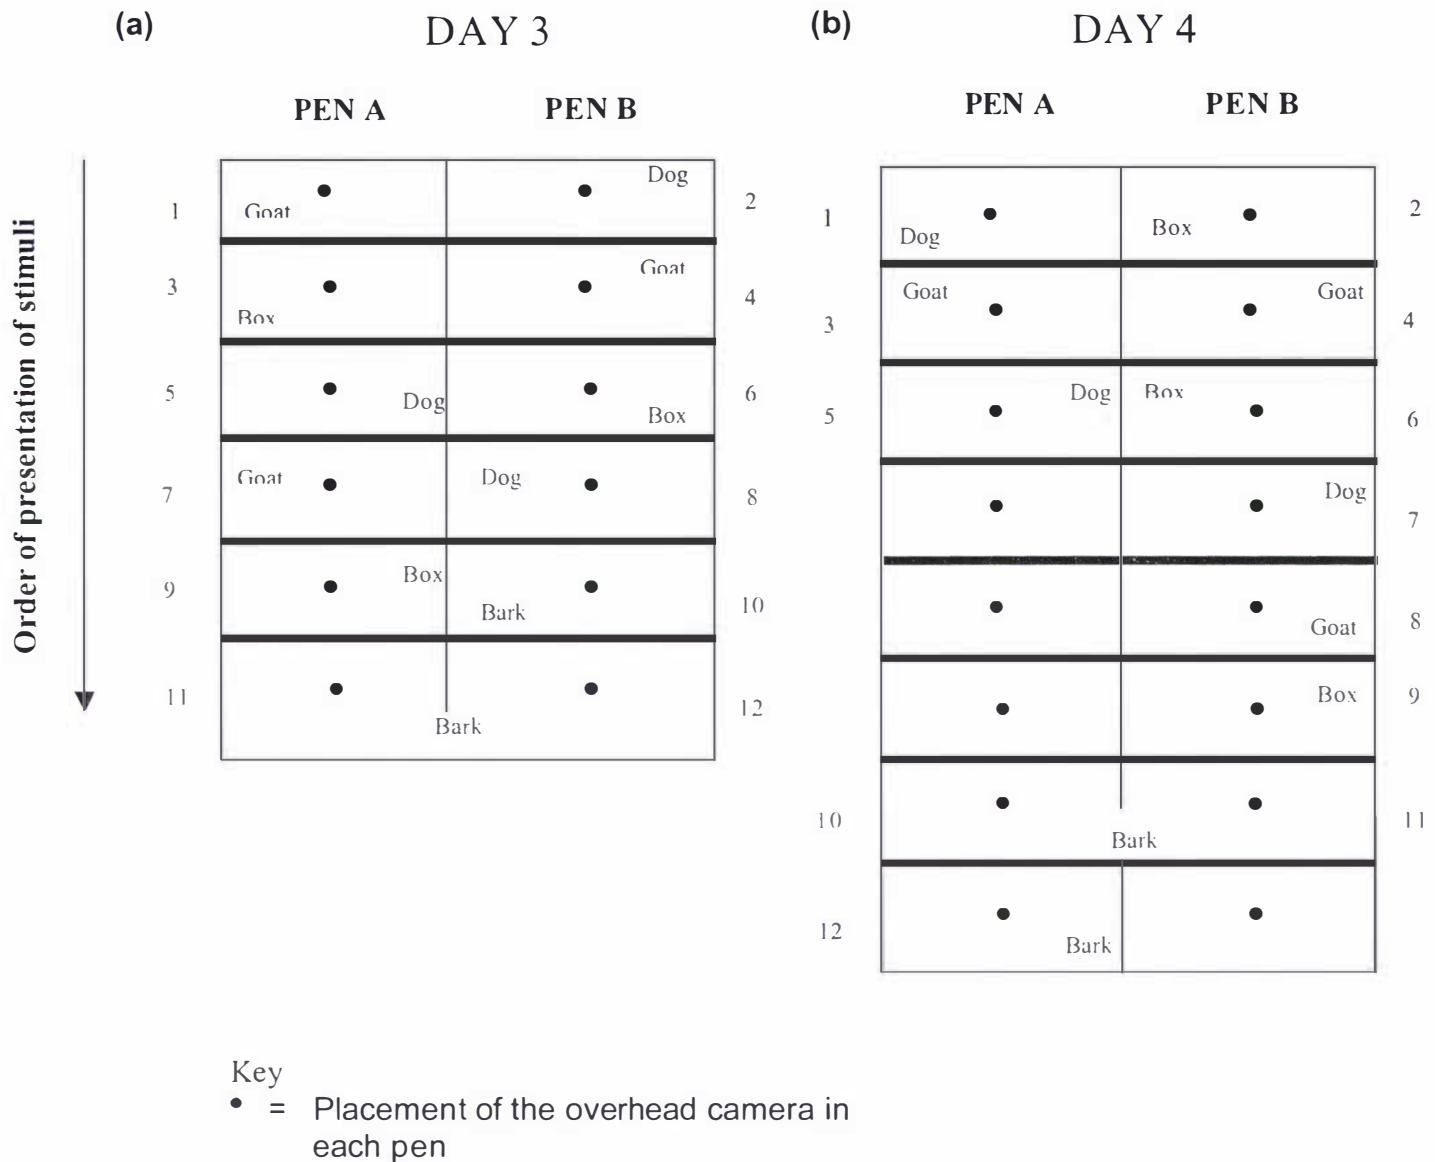 (a) DAY 3
PEN A PEN B
Order of presentation of stimuli
1 Goat Dog 2
3 Box Goat 4
5 Dog Box 6
7 Goat Dog 8
9 Box Bark 10
11 Bark 12
(b) DAY 4
PEN A PEN B
1 Dog Box 2
3 Goat Goat 4
5 Dog Box 6
Dog 7
Goat 8
Box 9
10 Bark 11
12 Bark
Key
• = Placement of the overhead camera in
each pen